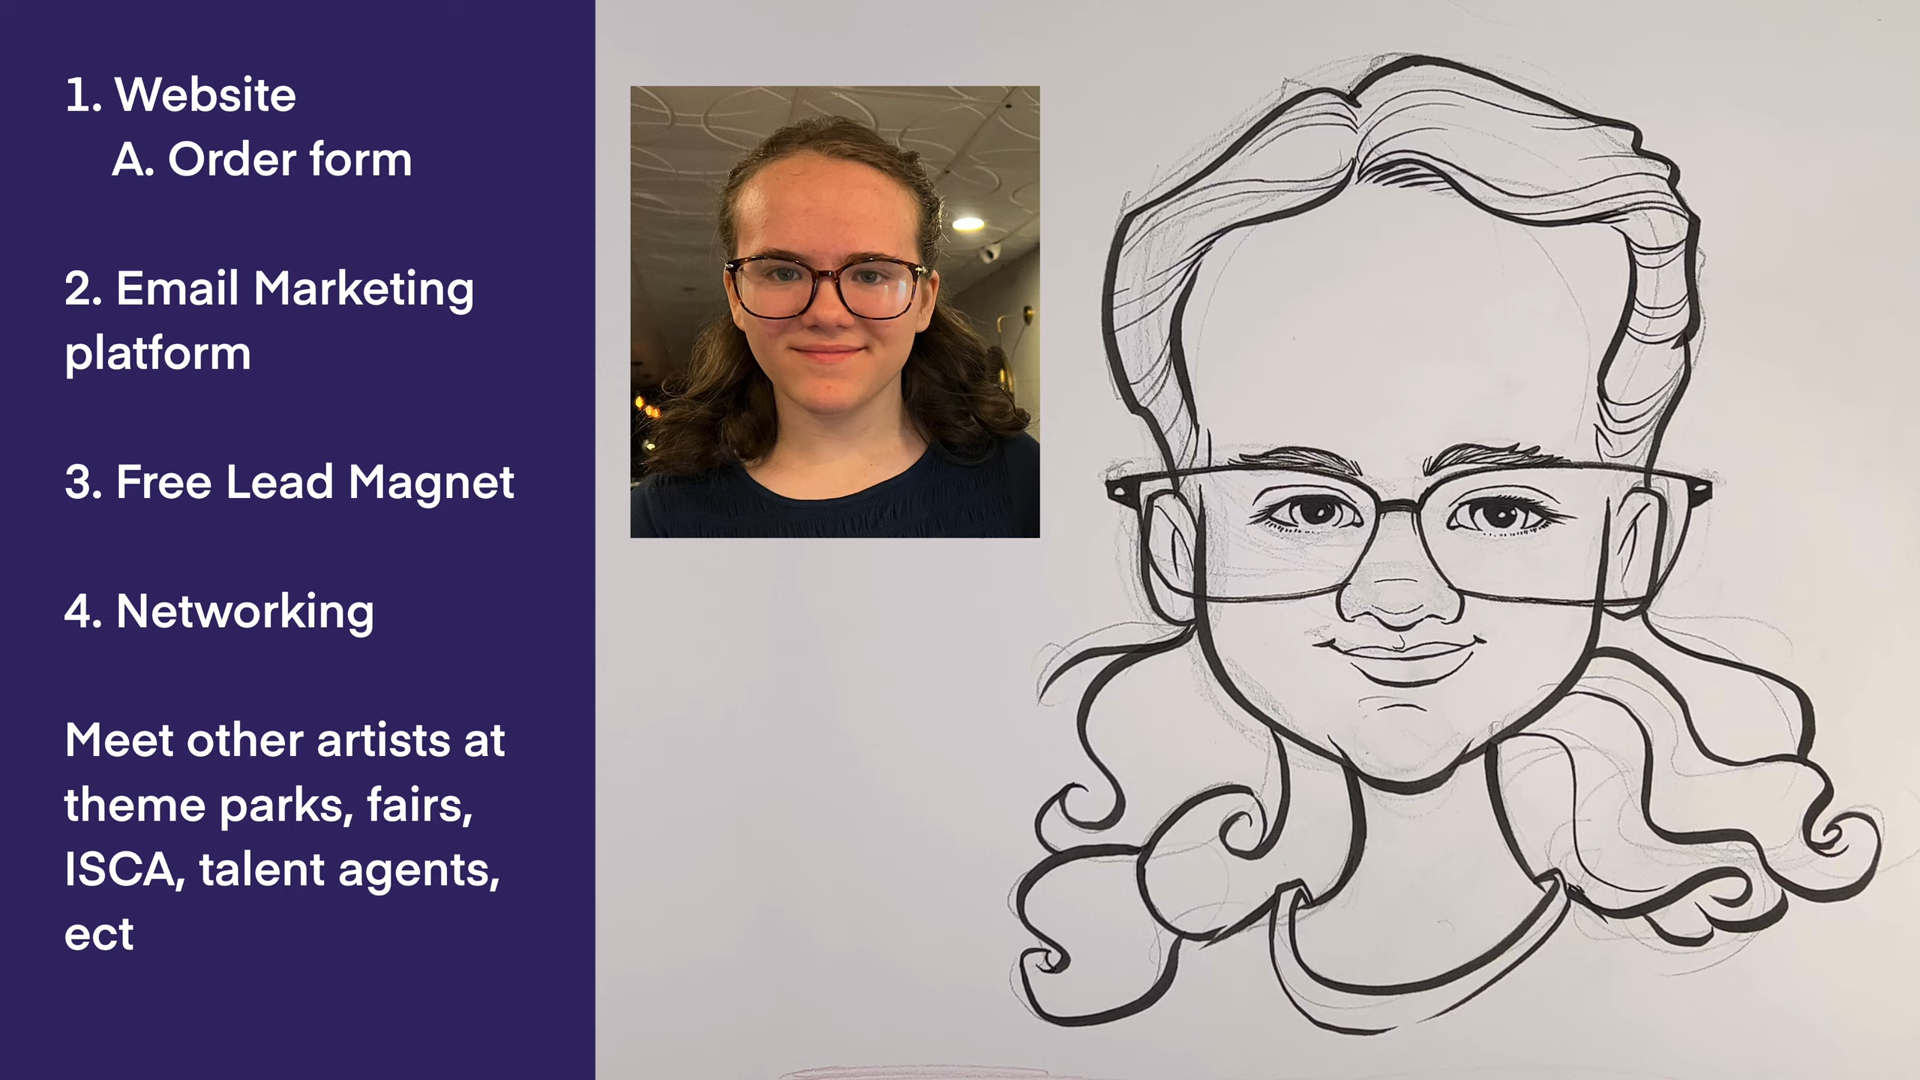 1. Website
A. Order form
2. Email Marketing
platform
3. Free Lead Magnet
4. Networking
Meet other artists at
theme parks, fairs,
ISCA, talent agents,
ect